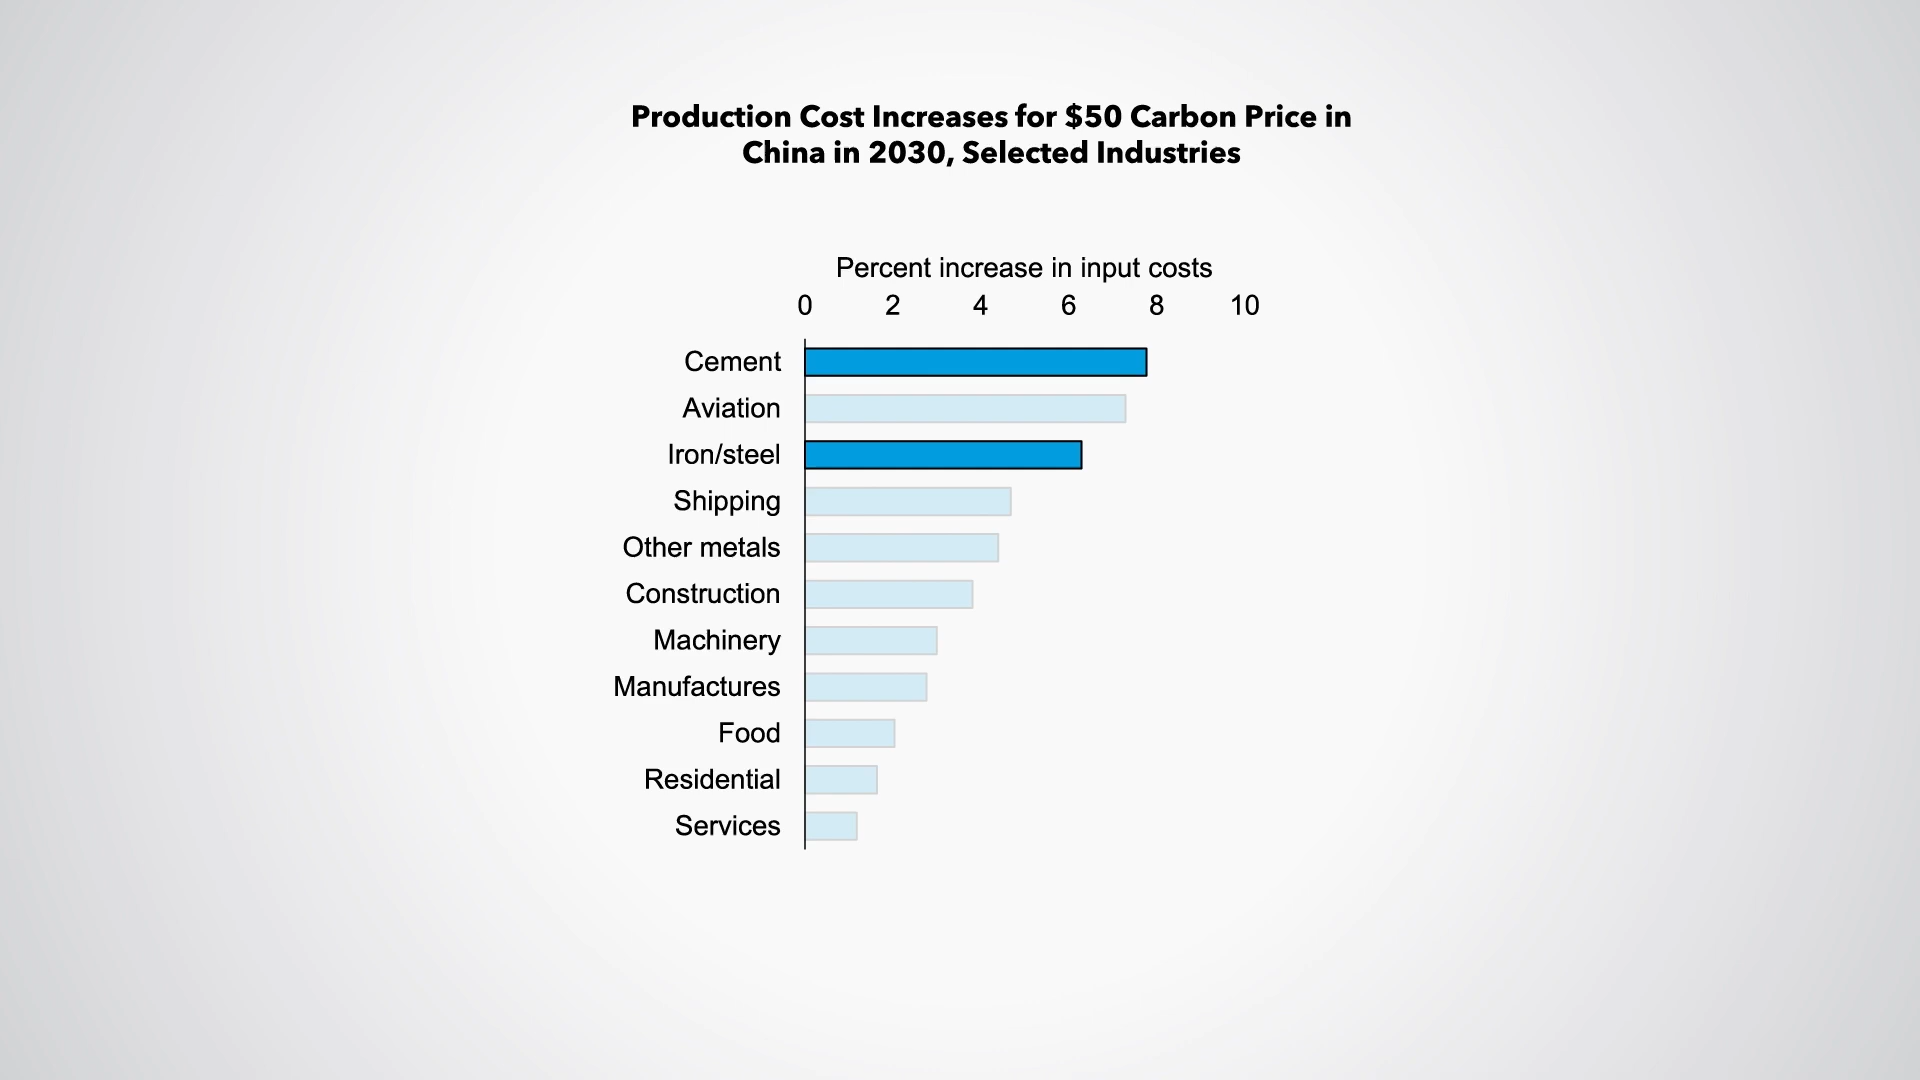 Production Cost Increases for $50 Carbon Price in
China in 2030, Selected Industries
Percent increase in input costs
0 2 4 6 8 10
Cement
Aviation
Iron/steel
Shipping
Other metals
Construction
Machinery
Manufactures
Food
Residential
Services